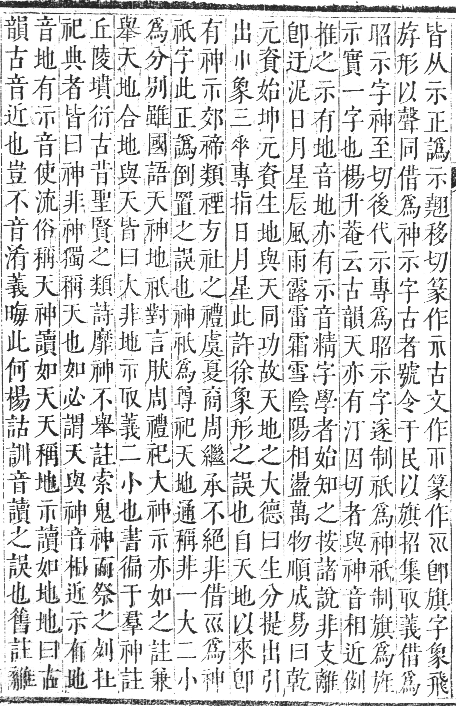 皆从示正譌示翹移切篆作示古文作𠕒篆作巛卽旗字象飛
斿形以聲同借爲神示字古者號令于民以旗招集取義借爲
昭示字神至切後代示專爲昭示字遂制祇爲神祇制旗爲旌
示實一字也楊升菴云古韻天亦有汀因切者與神音相近例
推之示有地音地亦有示音精字學者始知之按諸說非支離
卽迂泥日月星辰風雨露雷霜雪陰陽相盪萬物順成易曰乾
元資始坤元資生地與天同功故天地之大德曰生分提出引
出小象三𠂹專指日月星此許徐象形之誤也自天地以來卽
有神示郊禘類禋方社之禮虞夏商周繼承不絕非借巛爲神
祇字此正譌倒置之誤也神祇爲尊祀天地通稱非一大二小
爲分別雖國語天神地祇對言肰周禮祀大神示亦如之註兼
舉天地合地與天皆曰大非地示取義二小也書徧于羣神註
丘陵墳衍古昔聖賢之類詩靡神不舉註索鬼神而祭之列在
祀典者皆曰神非神獨稱天也如必謂天與神音相近示有地
音地有示音使流俗稱天神讀如天天稱地示讀如地地曰古
韻古音近也豈不音淆義晦此何楊詁訓音讀之誤也舊註雖